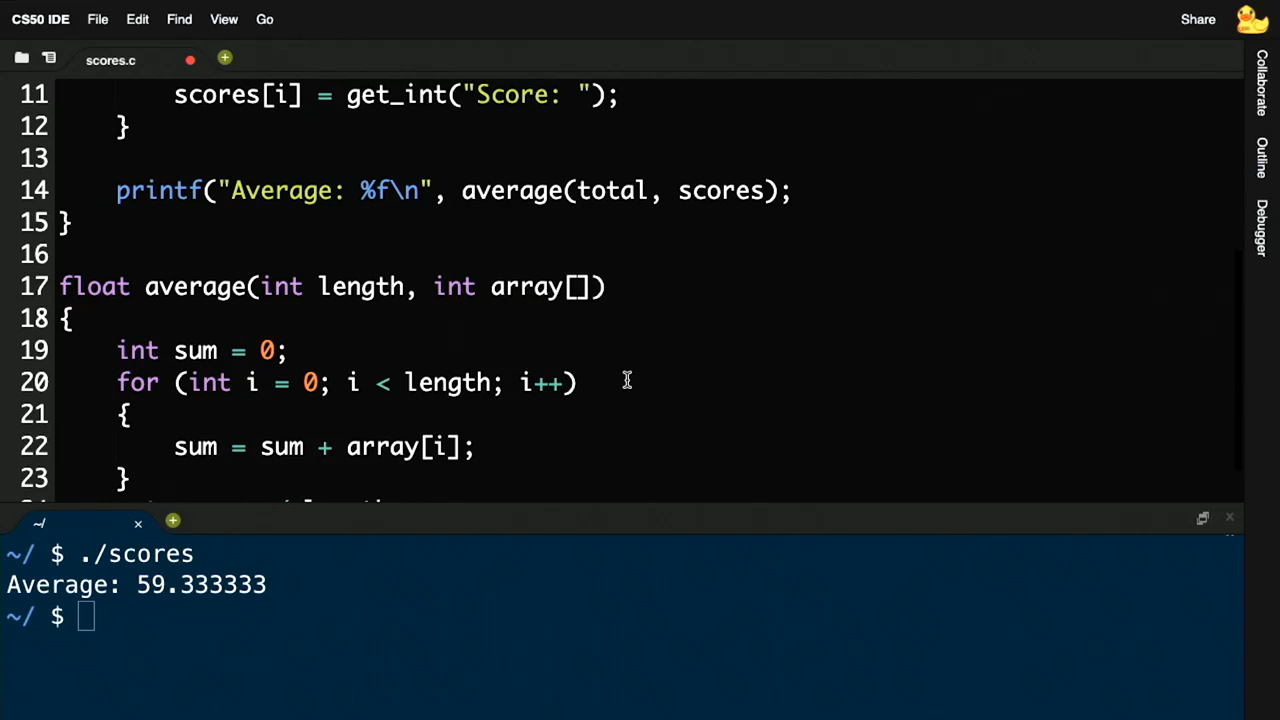 CS50 IDE File Edit Find View Go Share
scores.c
11 scores[i] = get_int("Score: ");
12 }
13
14 printf("Average: %f\n", average(total, scores);
15 }
16
17 float average(int length, int array[])
18 {
19 int sum = 0;
20 for (int i = 0; i < length; i++)
21 {
22 sum = sum + array[i];
23 }
~/
~/ $ ./scores
Average: 59.333333
~/ $
Collaborate
Outline
Debugger